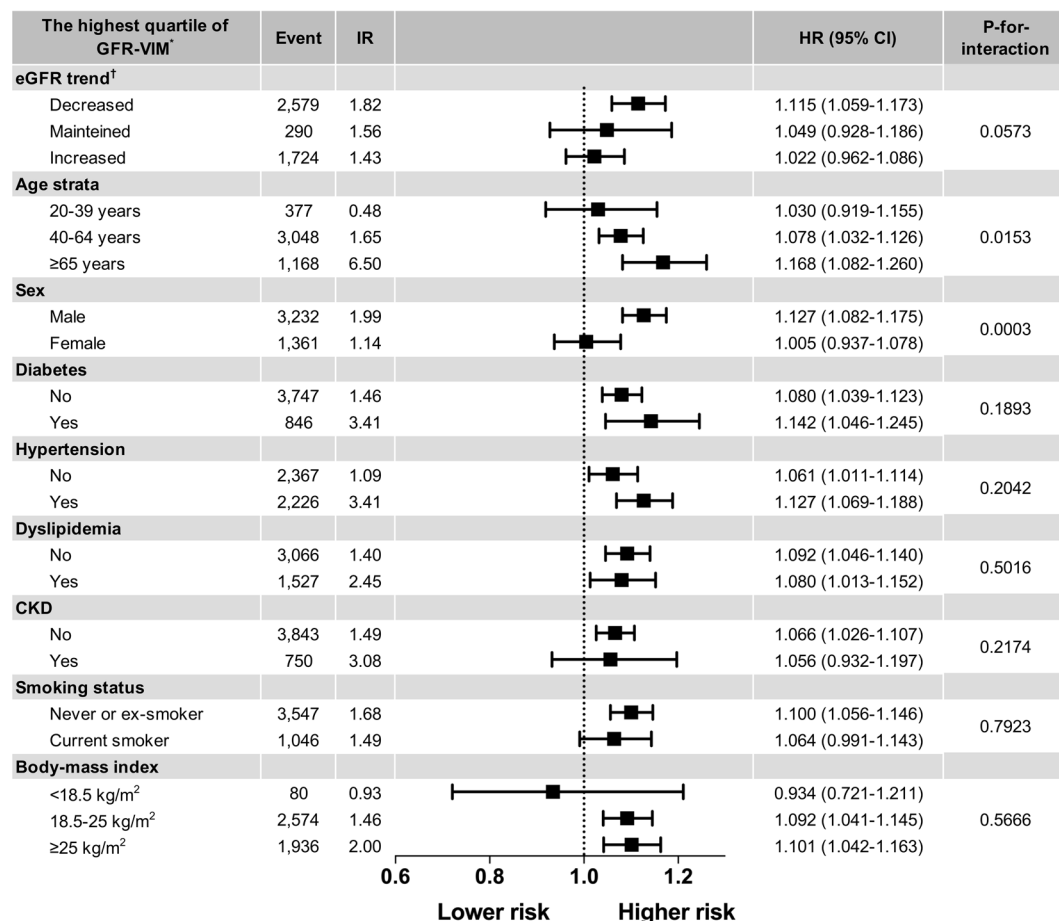 The highest quartile of GFR-VIM* Event IR HR (95% CI) P-for-interaction
eGFR trend†
Decreased 2,579 1.82 1.115 (1.059-1.173)
Mainteined 290 1.56 1.049 (0.928-1.186) 0.0573
Increased 1,724 1.43 1.022 (0.962-1.086)
Age strata
20-39 years 377 0.48 1.030 (0.919-1.155)
40-64 years 3,048 1.65 1.078 (1.032-1.126) 0.0153
≥65 years 1,168 6.50 1.168 (1.082-1.260)
Sex
Male 3,232 1.99 1.127 (1.082-1.175) 0.0003
Female 1,361 1.14 1.005 (0.937-1.078)
Diabetes
No 3,747 1.46 1.080 (1.039-1.123) 0.1893
Yes 846 3.41 1.142 (1.046-1.245)
Hypertension
No 2,367 1.09 1.061 (1.011-1.114) 0.2042
Yes 2,226 3.41 1.127 (1.069-1.188)
Dyslipidemia
No 3,066 1.40 1.092 (1.046-1.140) 0.5016
Yes 1,527 2.45 1.080 (1.013-1.152)
CKD
No 3,843 1.49 1.066 (1.026-1.107) 0.2174
Yes 750 3.08 1.056 (0.932-1.197)
Smoking status
Never or ex-smoker 3,547 1.68 1.100 (1.056-1.146) 0.7923
Current smoker 1,046 1.49 1.064 (0.991-1.143)
Body-mass index
<18.5 kg/m² 80 0.93 0.934 (0.721-1.211)
18.5-25 kg/m² 2,574 1.46 1.092 (1.041-1.145) 0.5666
≥25 kg/m² 1,936 2.00 1.101 (1.042-1.163)
0.6 0.8 1.0 1.2
Lower risk Higher risk